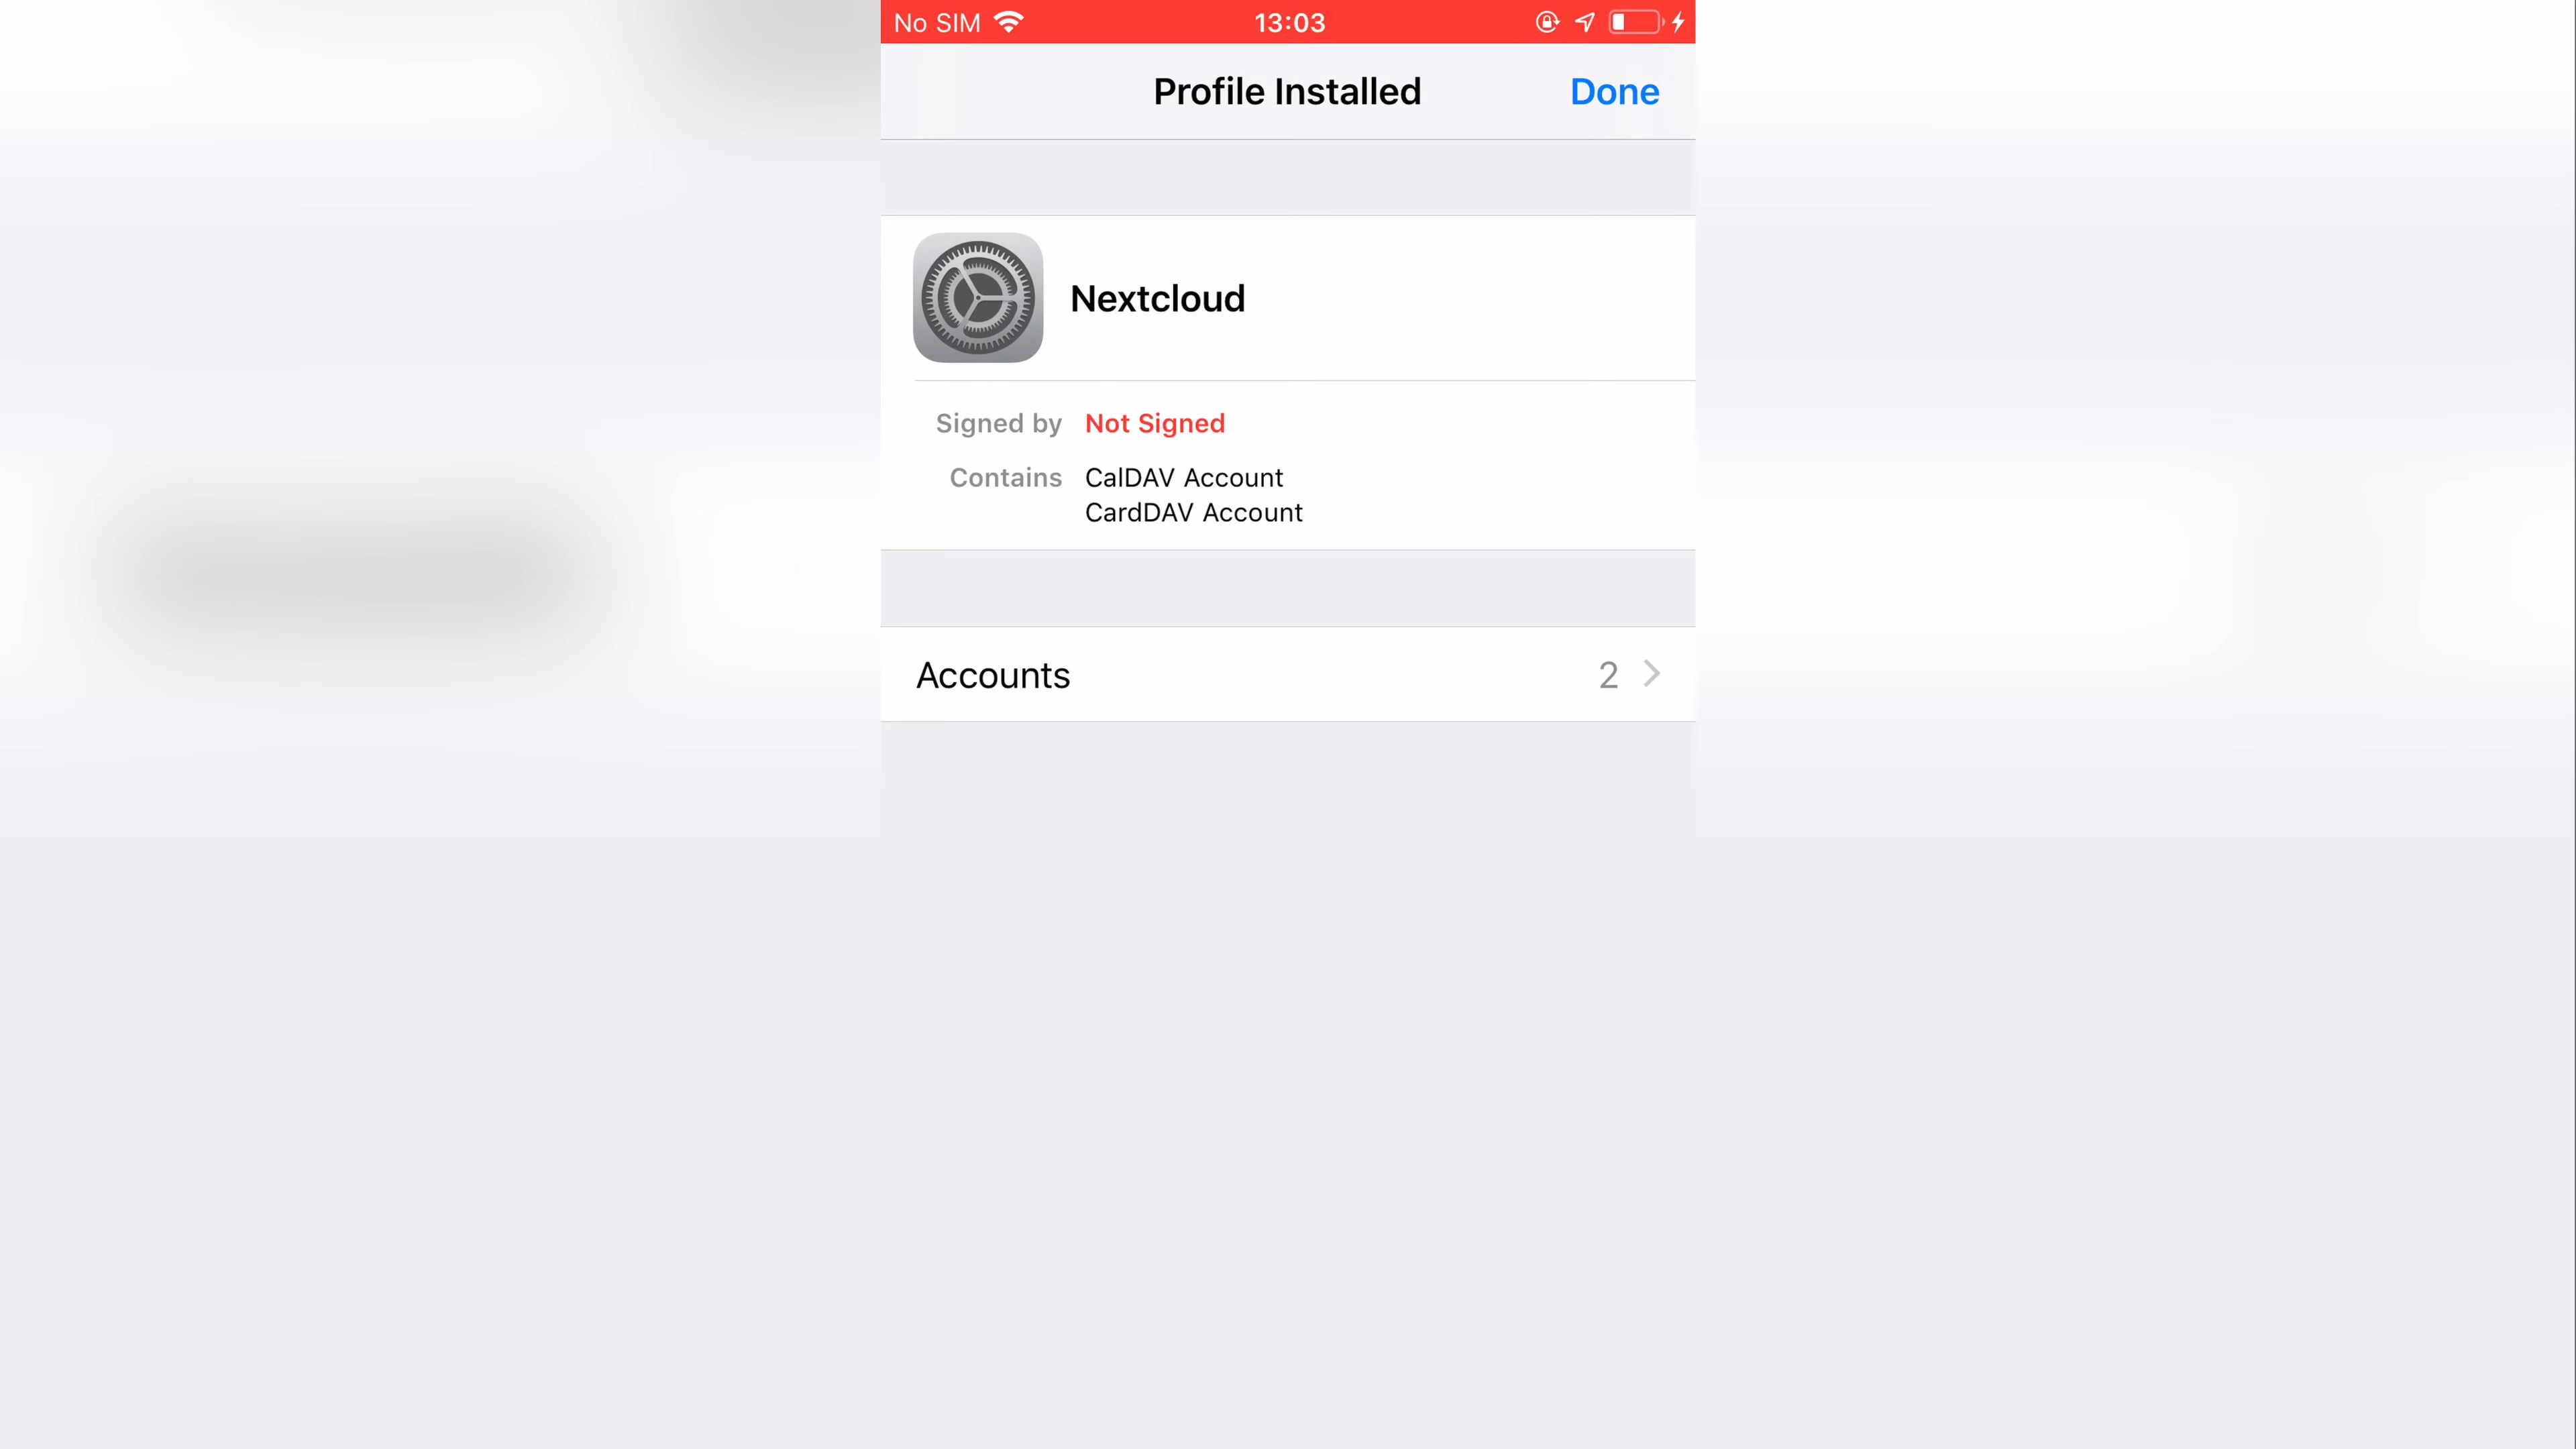 No SIM 13:03
Profile Installed Done
Nextcloud
Signed by Not Signed
Contains CalDAV Account
CardDAV Account
Accounts 2